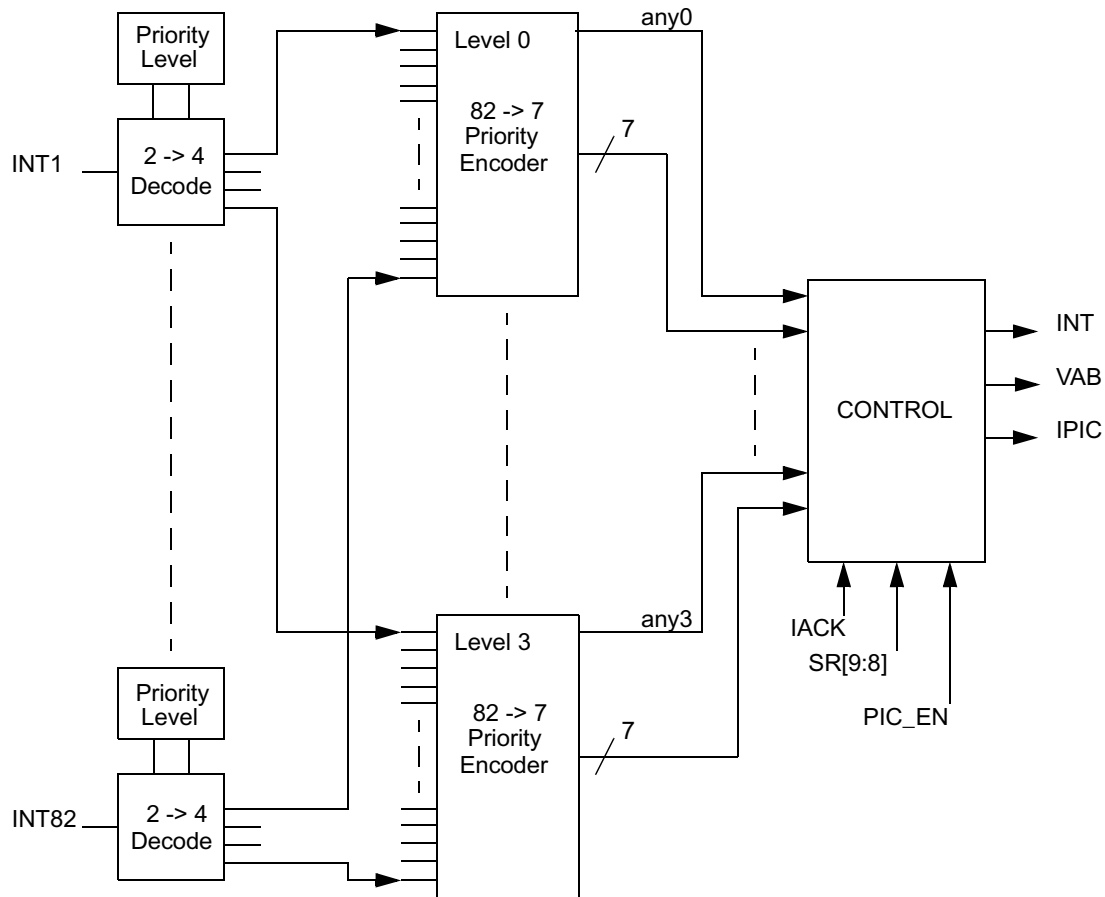 Priority
Level
INT1
2 -> 4
Decode
Level 0
82 -> 7
Priority
Encoder
any0
7
CONTROL
INT
VAB
IPIC
IACK
SR[9:8]
PIC_EN
Priority
Level
INT82
2 -> 4
Decode
Level 3
82 -> 7
Priority
Encoder
any3
7